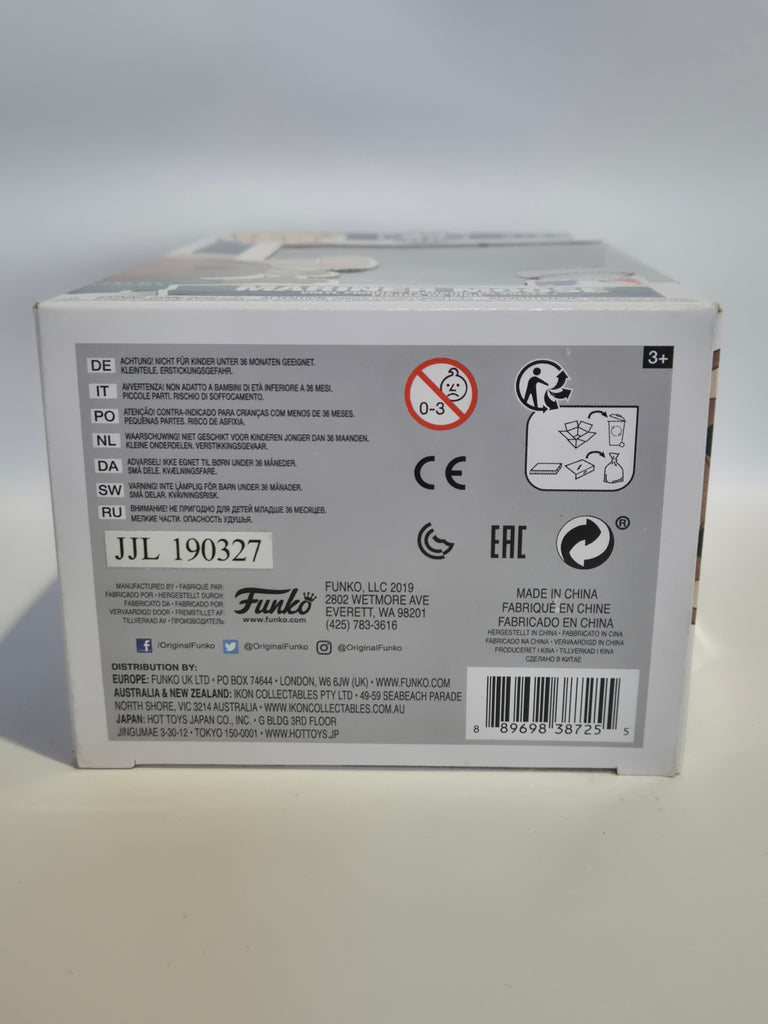 MARINER MOOSE
DE ACHTUNG! NICHT FÜR KINDER UNTER 36 MONATEN GEEIGNET.
KLEINTEILE. ERSTICKUNGSGEFAHR.
IT AVVERTENZA: NON ADATTO A BAMBINI DI ETÀ INFERIORE A 36 MESI.
PICCOLE PARTI. RISCHIO DI SOFFOCAMENTO.
PO ATENÇÃO: CONTRA-INDICADO PARA CRIANÇAS COM MENOS DE 36 MESES.
PEQUENAS PARTES. RISCO DE ASFIXIA.
NL WAARSCHUWING! NIET GESCHIKT VOOR KINDEREN JONGER DAN 36 MAANDEN.
KLEINE ONDERDELEN. VERSTIKKINGSGEVAAR.
DA ADVARSEL! IKKE EGNET TIL BØRN UNDER 36 MÅNEDER.
SMÅ DELE. KVÆLNINGSFARE.
SW VARNING! INTE LÄMPLIG FÖR BARN UNDER 36 MÅNADER.
SMÅ DELAR. KVÄVNINGSRISK.
RU ВНИМАНИЕ! НЕ ПРИГОДНО ДЛЯ ДЕТЕЙ МЛАДШЕ 36 МЕСЯЦЕВ.
МЕЛКИЕ ЧАСТИ. ОПАСНОСТЬ УДУШЬЯ.
0-3
3+
CE
EAC
®
JJL 190327
MANUFACTURED BY • FABRIQUÉ PAR:
FABRICADO POR • HERGESTELLT DURCH:
FABBRICATO DA • FABRICADO POR:
VERVAARDIGD DOOR • FREMSTILLET AF:
TILLVERKAD AV • ПРОИЗВОДИТЕЛЬ:
Funko
www.funko.com
FUNKO, LLC 2019
2802 WETMORE AVE
EVERETT, WA 98201
(425) 783-3616
MADE IN CHINA
FABRIQUÉ EN CHINE
FABRICADO EN CHINA
HERGESTELLT IN CHINA • FABBRICATO IN CINA
FABRICADO NA CHINA • VERVAARDIGD IN CHINA
PRODUCERET I KINA • TILLVERKAD I KINA
СДЕЛАНО В КИТАЕ
f /OriginalFunko @OriginalFunko @OriginalFunko
DISTRIBUTION BY:
EUROPE: FUNKO UK LTD • PO BOX 74644 • LONDON, W6 6JW (UK) • WWW.FUNKO.COM
AUSTRALIA & NEW ZEALAND: IKON COLLECTABLES PTY LTD • 49-59 SEABEACH PARADE
NORTH SHORE, VIC 3214 AUSTRALIA • WWW.IKONCOLLECTABLES.COM.AU
JAPAN: HOT TOYS JAPAN CO., INC. • G BLDG 3RD FLOOR
JINGUMAE 3-30-12 • TOKYO 150-0001 • WWW.HOTTOYS.JP
8 89698 38725 5